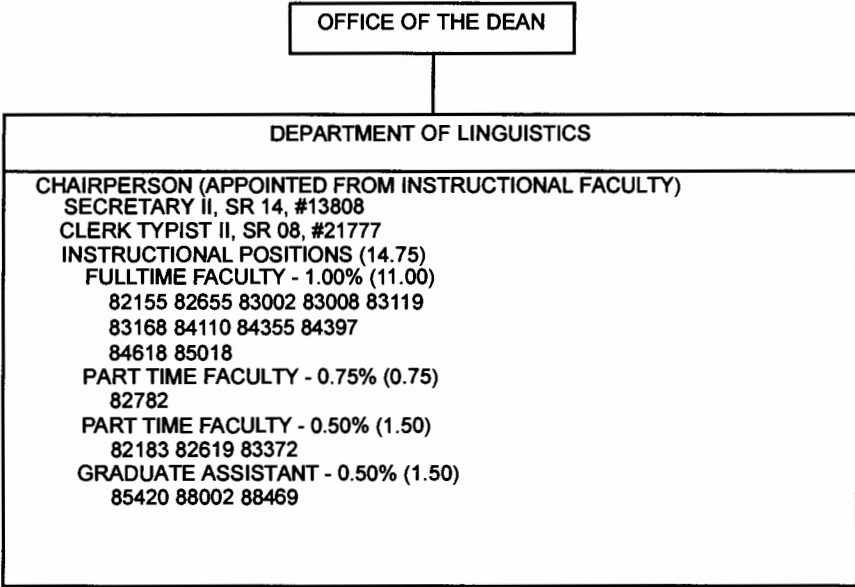 OFFICE OF THE DEAN
DEPARTMENT OF LINGUISTICS
CHAIRPERSON (APPOINTED FROM INSTRUCTIONAL FACULTY)
SECRETARY II, SR 14, #13808
CLERK TYPIST II, SR 08, #21777
INSTRUCTIONAL POSITIONS (14.75)
FULLTIME FACULTY - 1.00% (11.00)
82155 82655 83002 83008 83119
83168 84110 84355 84397
84618 85018
PART TIME FACULTY - 0.75% (0.75)
82782
PART TIME FACULTY - 0.50% (1.50)
82183 82619 83372
GRADUATE ASSISTANT - 0.50% (1.50)
85420 88002 88469